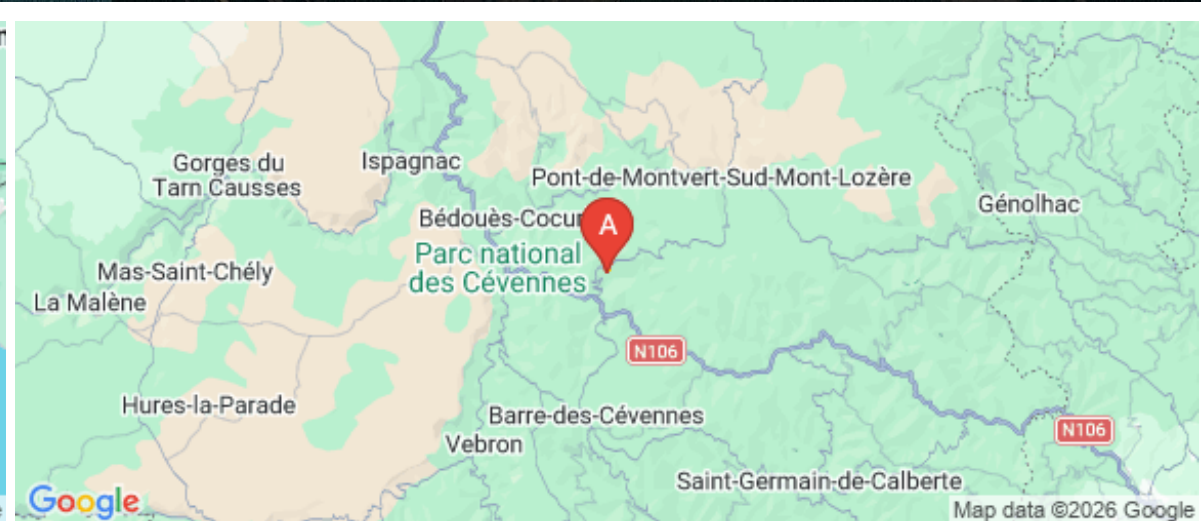 Gorges du
Tarn Causses
Ispagnac
Pont-de-Montvert-Sud-Mont-Lozère
Génolhac
A
Parc national
des Cévennes
Mas-Saint-Chély
La Malène
N106
Hures-la-Parade
Barre-des-Cévennes
N106
Vebron
Saint-Germain-de-Calberte
Google
Map data ©2026 Google